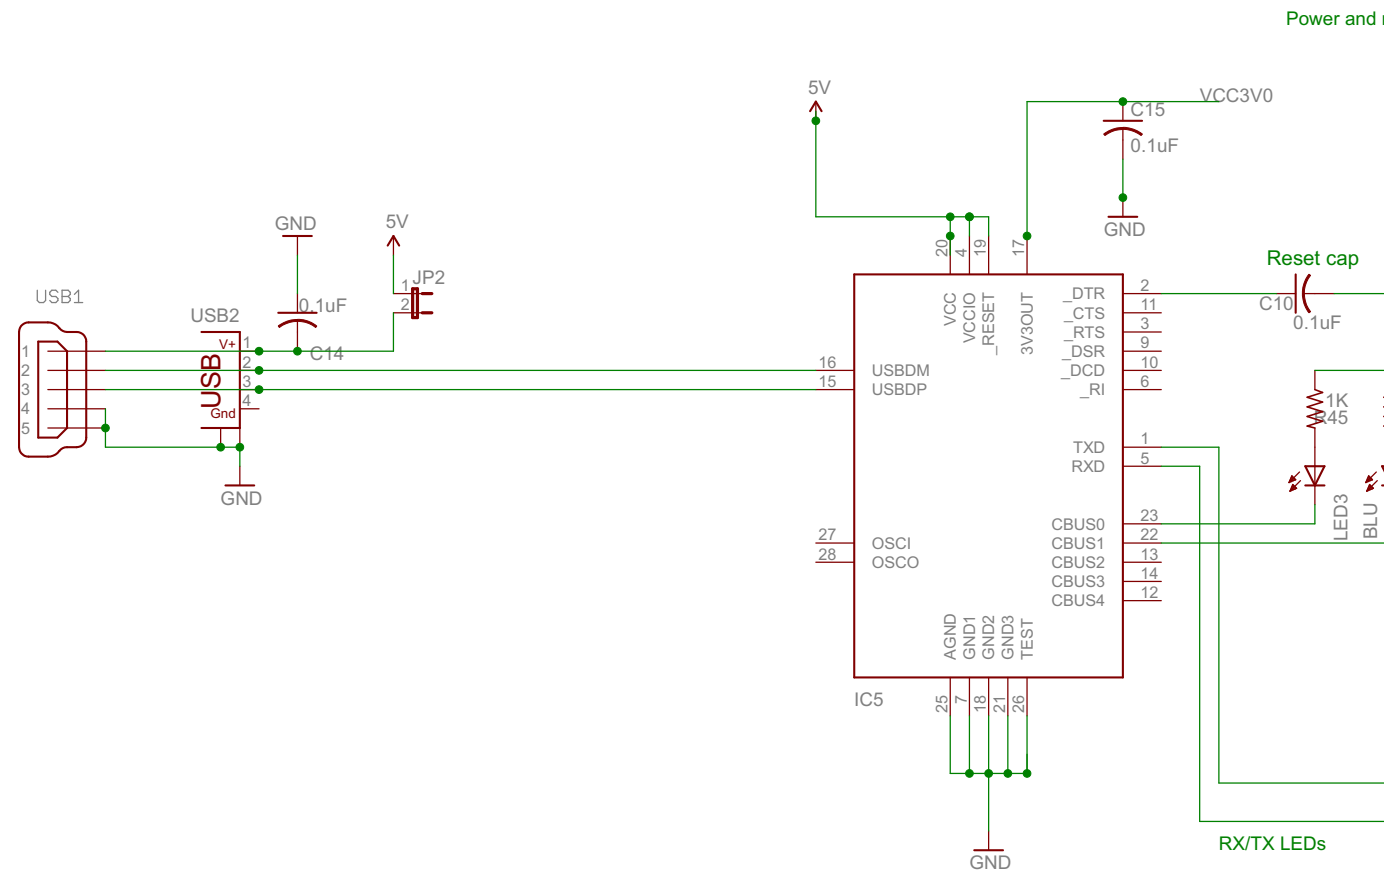 Power and
5V
VCC3V0
C15
0.1uF
GND
GND
5V
JP2
1
2
0.1uF
C14
USB1
1
2
3
4
5
USB2
USB
V+
Gnd
1
2
3
4
GND
20
4
19
17
VCC
VCCIO
_RESET
3V3OUT
16 USBDM
15 USBDP
27 OSCI
28 OSCO
_DTR 2
_CTS 11
_RTS 3
_DSR 9
_DCD 10
_RI 6
TXD 1
RXD 5
CBUS0 23
CBUS1 22
CBUS2 13
CBUS3 14
CBUS4 12
AGND
GND1
GND2
GND3
TEST
IC5
25
7
18
21
26
GND
Reset cap
C10
0.1uF
1K
R45
LED3
BLU
RX/TX LEDs